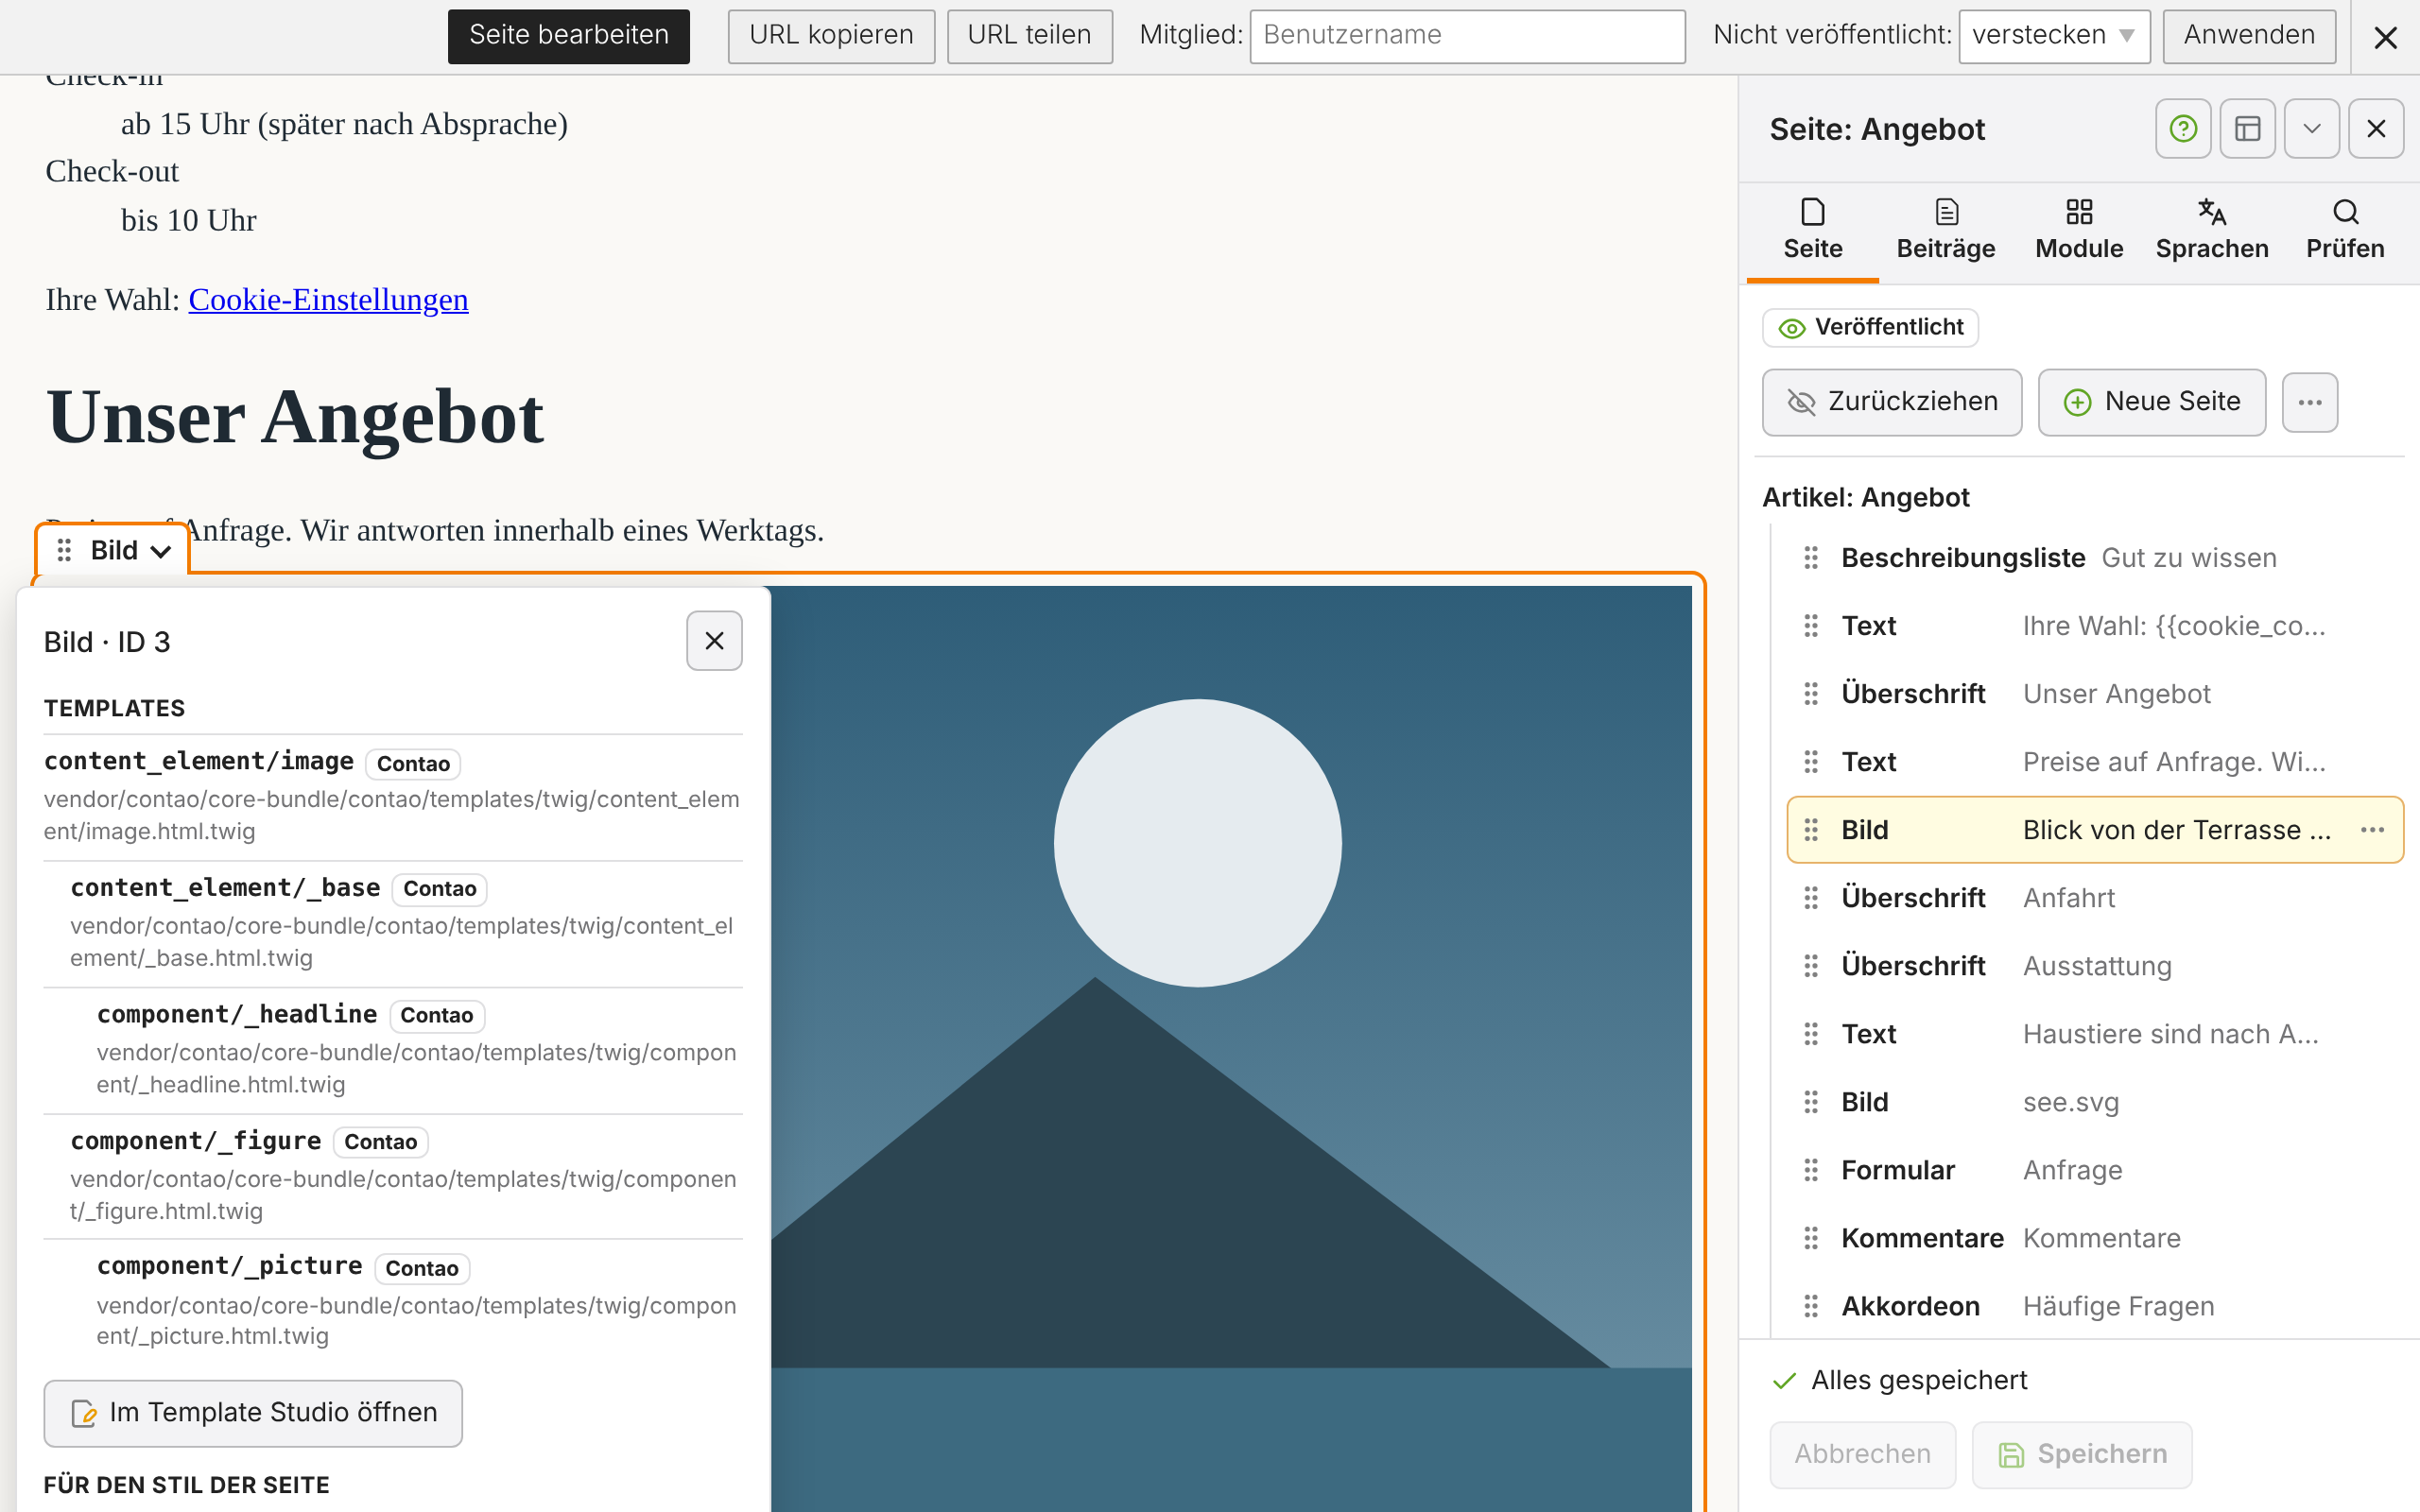 Seite bearbeiten
URL kopieren
URL teilen
Mitglied: Benutzername
Nicht veröffentlicht: verstecken
Anwenden
Check-in
ab 15 Uhr (später nach Absprache)
Check-out
bis 10 Uhr
Ihre Wahl: Cookie-Einstellungen
Unser Angebot
Anfrage. Wir antworten innerhalb eines Werktags.
Bild
Bild · ID 3
TEMPLATES
content_element/image Contao
vendor/contao/core-bundle/contao/templates/twig/content_elem
ent/image.html.twig
content_element/_base Contao
vendor/contao/core-bundle/contao/templates/twig/content_el
ement/_base.html.twig
component/_headline Contao
vendor/contao/core-bundle/contao/templates/twig/compon
ent/_headline.html.twig
component/_figure Contao
vendor/contao/core-bundle/contao/templates/twig/componen
t/_figure.html.twig
component/_picture Contao
vendor/contao/core-bundle/contao/templates/twig/compon
ent/_picture.html.twig
Im Template Studio öffnen
FÜR DEN STIL DER SEITE
Seite: Angebot
Seite
Beiträge
Module
Sprachen
Prüfen
Veröffentlicht
Zurückziehen
Neue Seite
Artikel: Angebot
Beschreibungsliste Gut zu wissen
Text Ihre Wahl: {{cookie_co...
Überschrift Unser Angebot
Text Preise auf Anfrage. Wi...
Bild Blick von der Terrasse ...
Überschrift Anfahrt
Überschrift Ausstattung
Text Haustiere sind nach A...
Bild see.svg
Formular Anfrage
Kommentare Kommentare
Akkordeon Häufige Fragen
Alles gespeichert
Abbrechen
Speichern